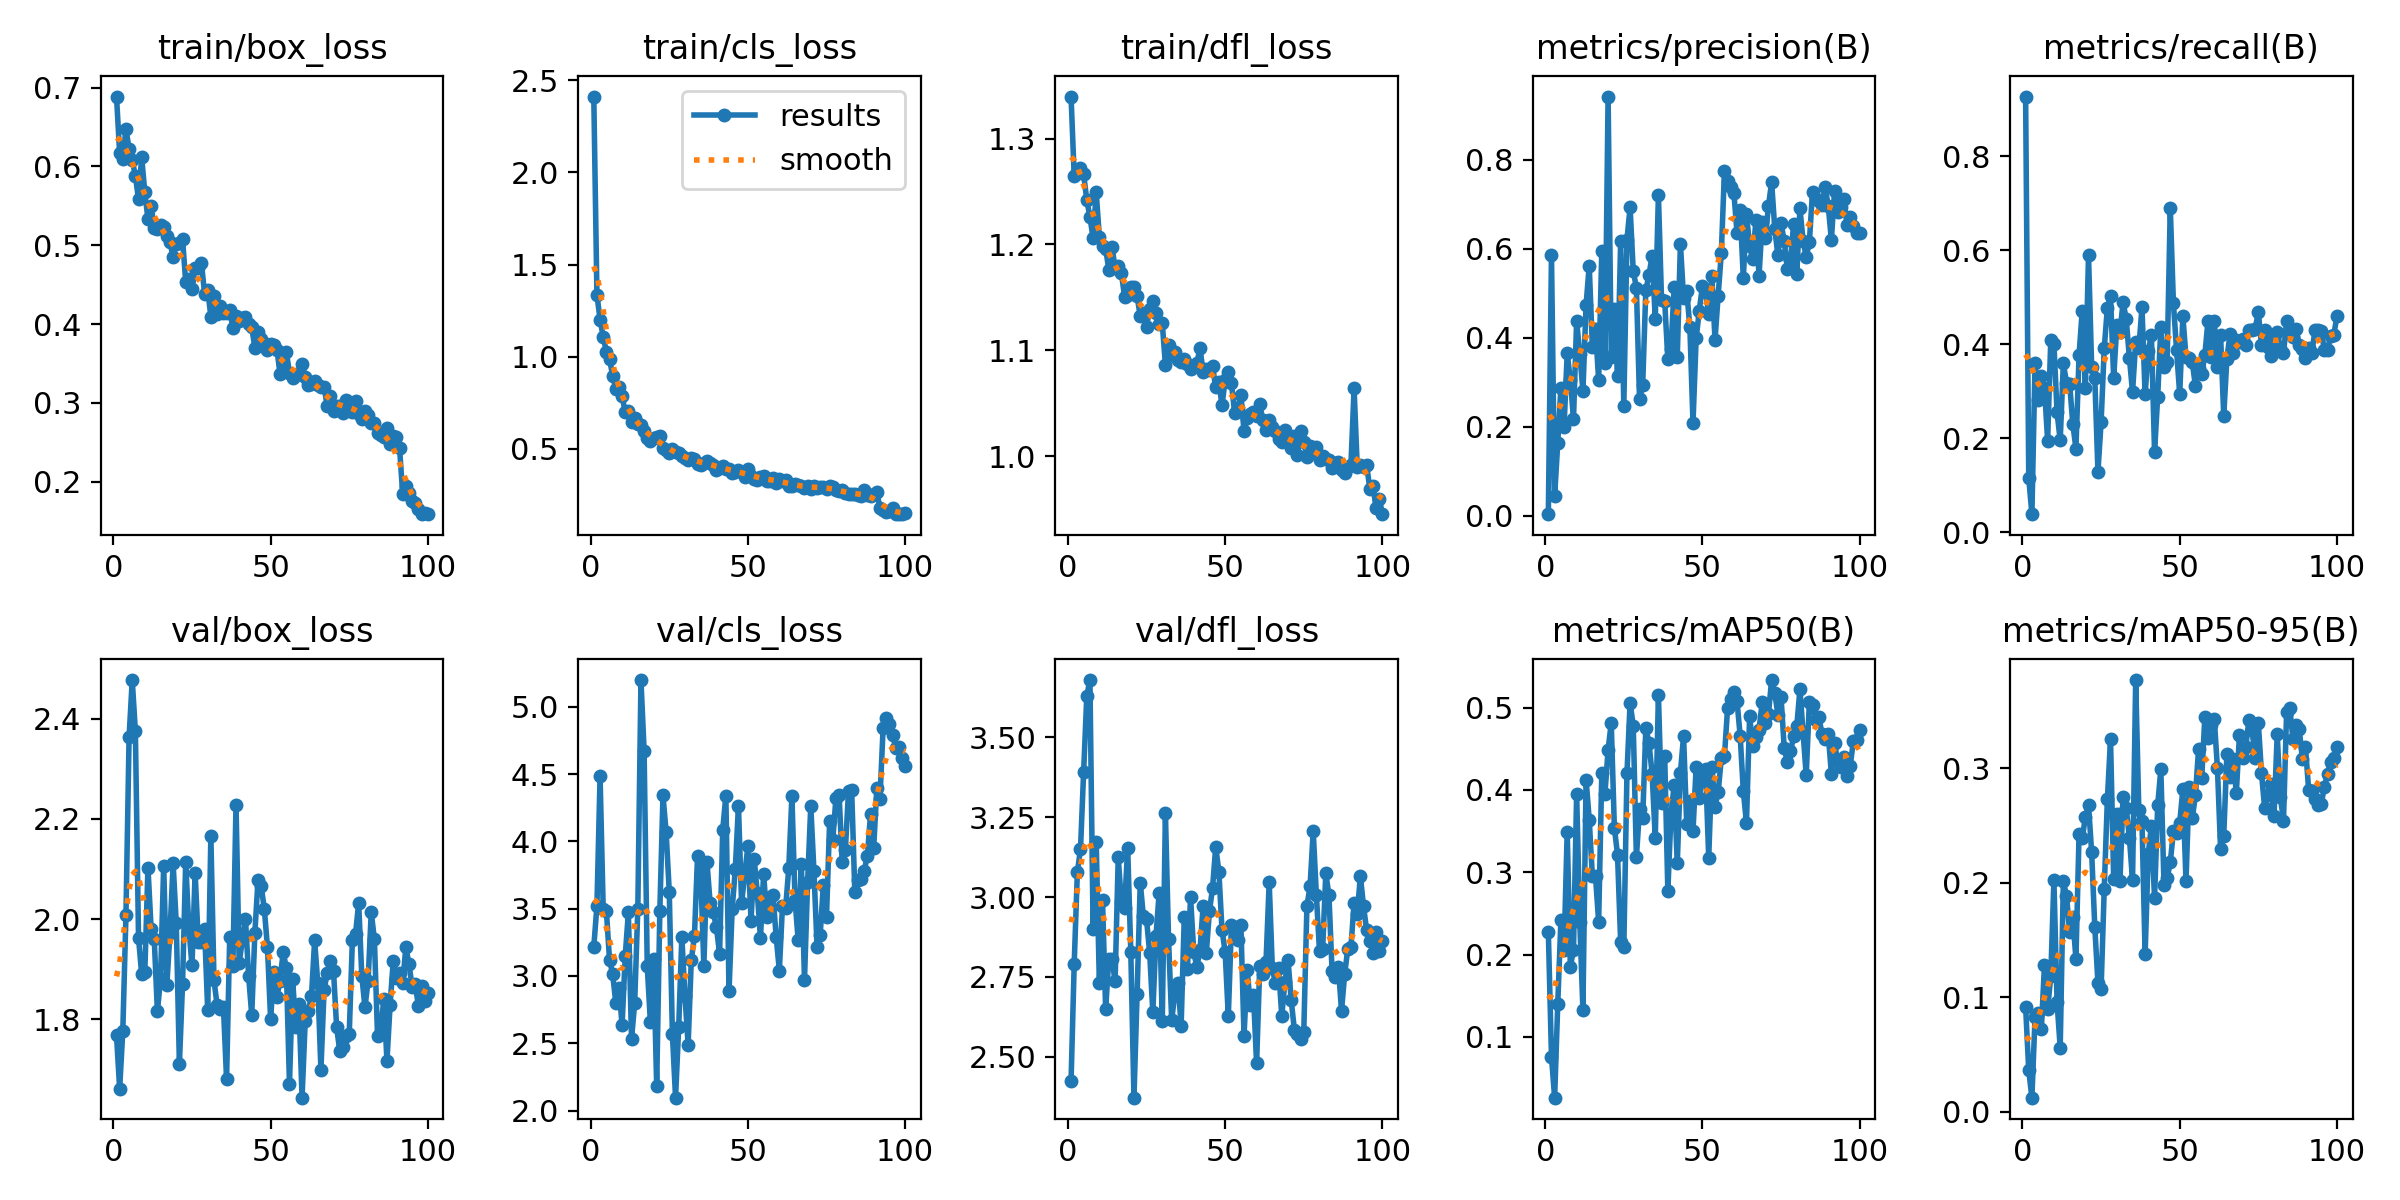 train/box_loss
0.7
0.6
0.5
0.4
0.3
0.2
0 50 100
train/cls_loss
2.5
2.0
1.5
1.0
0.5
results
smooth
0 50 100
train/dfl_loss
1.3
1.2
1.1
1.0
0 50 100
metrics/precision(B)
0.8
0.6
0.4
0.2
0.0
0 50 100
metrics/recall(B)
0.8
0.6
0.4
0.2
0.0
0 50 100
val/box_loss
2.4
2.2
2.0
1.8
0 50 100
val/cls_loss
5.0
4.5
4.0
3.5
3.0
2.5
2.0
0 50 100
val/dfl_loss
3.50
3.25
3.00
2.75
2.50
0 50 100
metrics/mAP50(B)
0.5
0.4
0.3
0.2
0.1
0 50 100
metrics/mAP50-95(B)
0.3
0.2
0.1
0.0
0 50 100